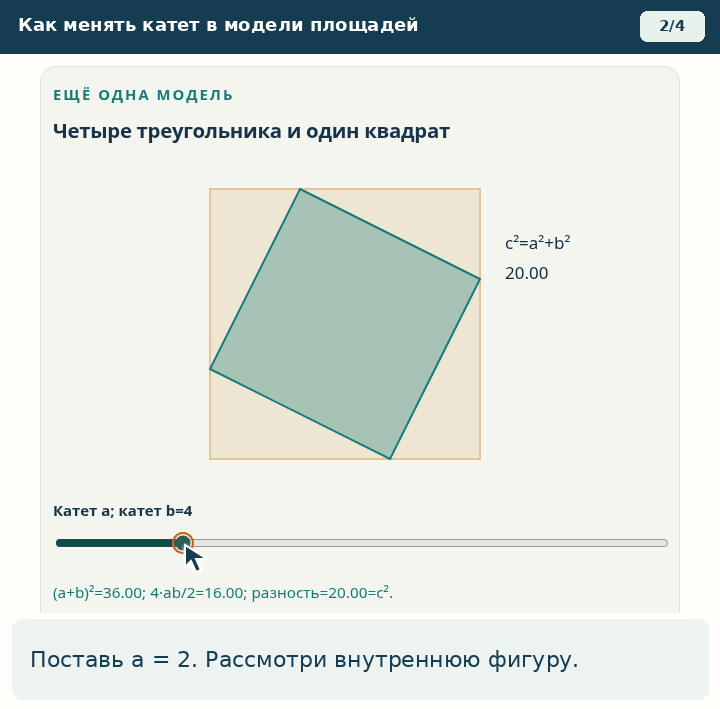 Как менять катет в модели площадей
2/4
ЕЩЁ ОДНА МОДЕЛЬ
Четыре треугольника и один квадрат
c²=a²+b²
20.00
Катет a; катет b=4
(a+b)²=36.00; 4·ab/2=16.00; разность=20.00=c².
Поставь a = 2. Рассмотри внутреннюю фигуру.